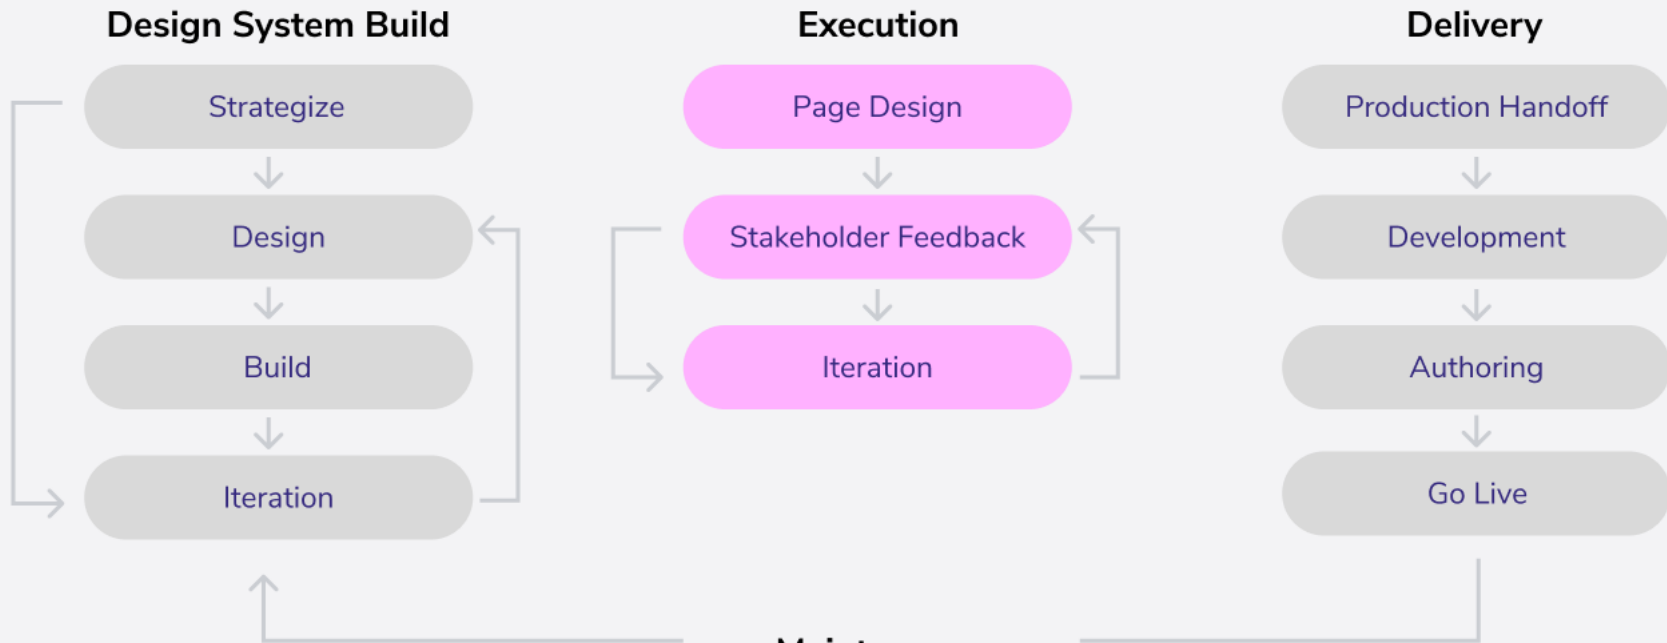 Design System Build
Strategize
Design
Build
Iteration
Execution
Page Design
Stakeholder Feedback
Iteration
Delivery
Production Handoff
Development
Authoring
Go Live